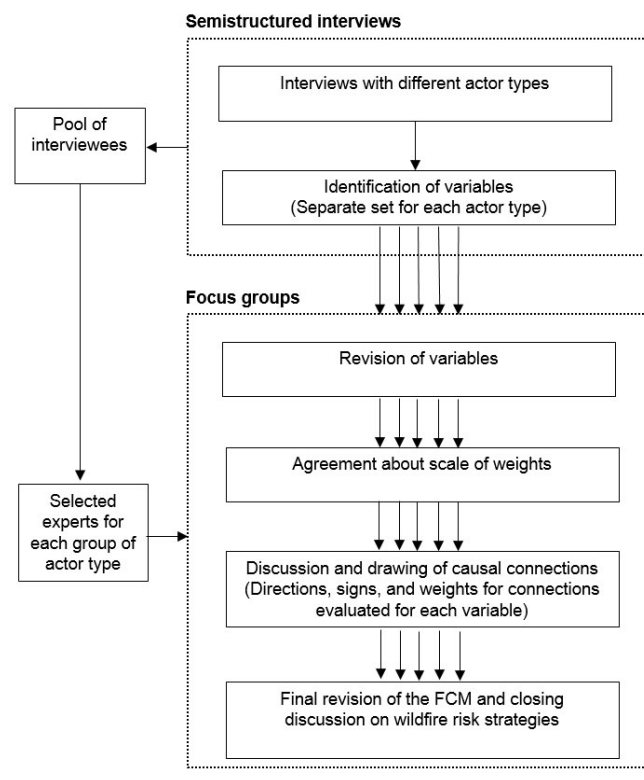 Semistructured interviews
Interviews with different actor types
Pool of
interviewees
Identification of variables
(Separate set for each actor type)
Focus groups
Revision of variables
Agreement about scale of weights
Selected
experts for
each group of
actor type
Discussion and drawing of causal connections
(Directions, signs, and weights for connections
evaluated for each variable)
Final revision of the FCM and closing
discussion on wildfire risk strategies